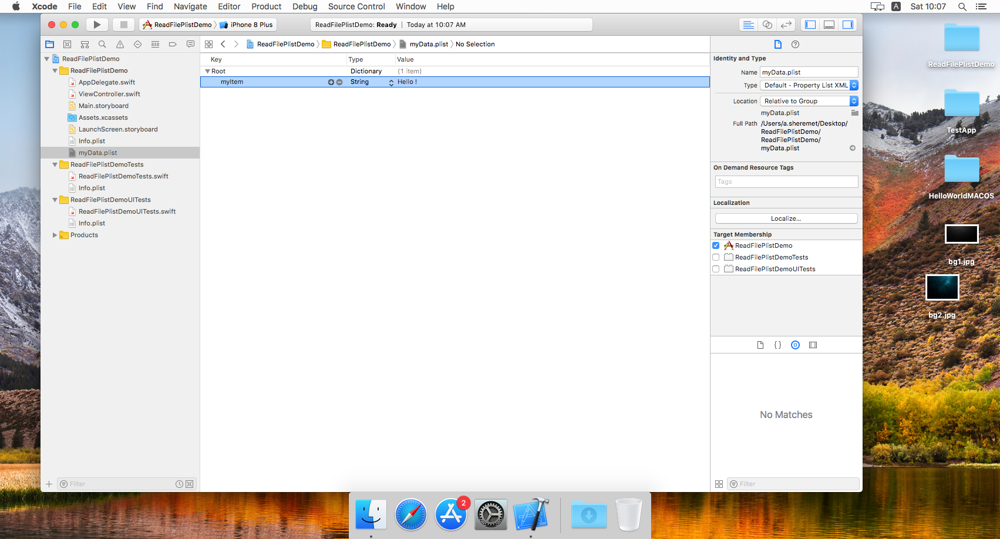 Xcode File Edit View Find Navigate Editor Product Debug Source Control Window Help A Sat 10:07
ReadFilePlistDemo iPhone 8 Plus ReadFilePlistDemo: Ready | Today at 10:07 AM
ReadFilePlistDemo ReadFilePlistDemo myData.plist No Selection
ReadFilePlistDemo
ReadFilePlistDemo
AppDelegate.swift
ViewController.swift
Main.storyboard
Assets.xcassets
LaunchScreen.storyboard
Info.plist
myData.plist
ReadFilePlistDemoTests
ReadFilePlistDemoTests.swift
Info.plist
ReadFilePlistDemoUITests
ReadFilePlistDemoUITests.swift
Info.plist
Products
Filter
Key Type Value
Root Dictionary (1 item)
myItem String Hello !
Identity and Type
Name myData.plist
Type Default - Property List XML
Location Relative to Group
myData.plist
Full Path /Users/a.sheremet/Desktop/
ReadFilePlistDemo/
ReadFilePlistDemo/
myData.plist
On Demand Resource Tags
Tags
Localization
Localize...
Target Membership
ReadFilePlistDemo
ReadFilePlistDemoTests
ReadFilePlistDemoUITests
{ }
No Matches
Filter
ReadFilePlistDemo
TestApp
HelloWorldMACOS
bg1.jpg
bg2.jpg
2